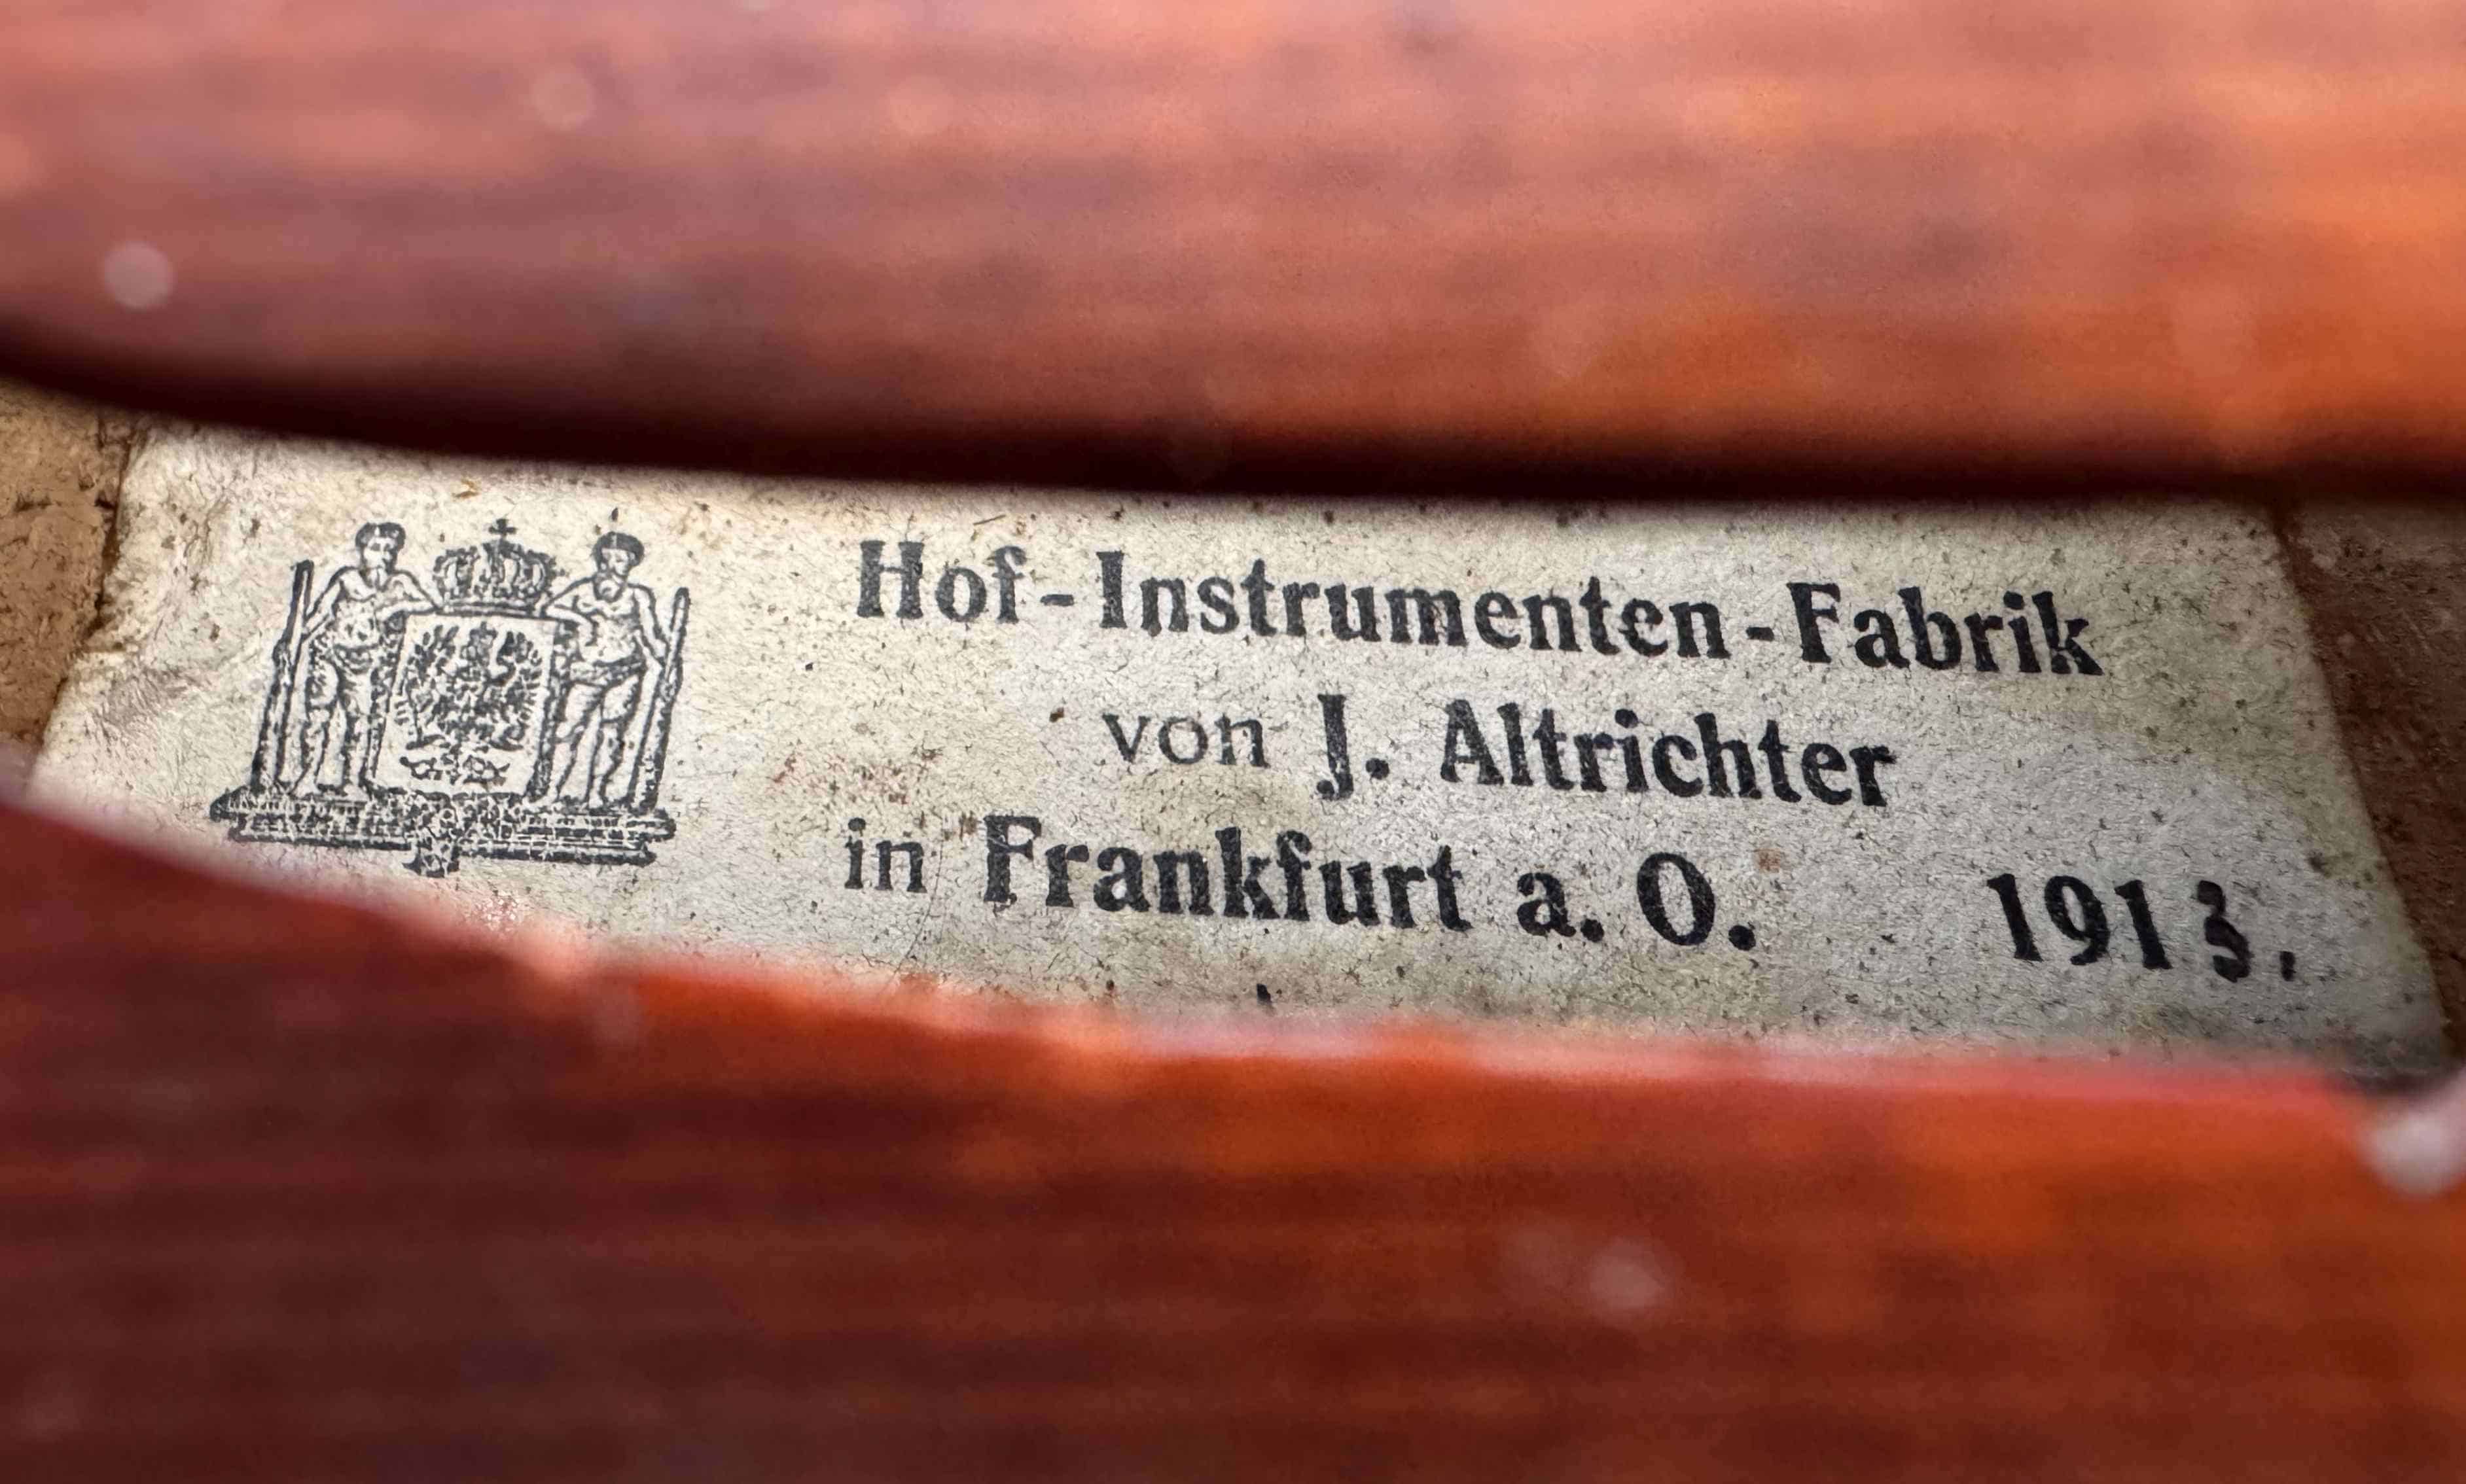 Hof-Instrumenten-Fabrik
von J. Altrichter
in Frankfurt a. O. 1913.